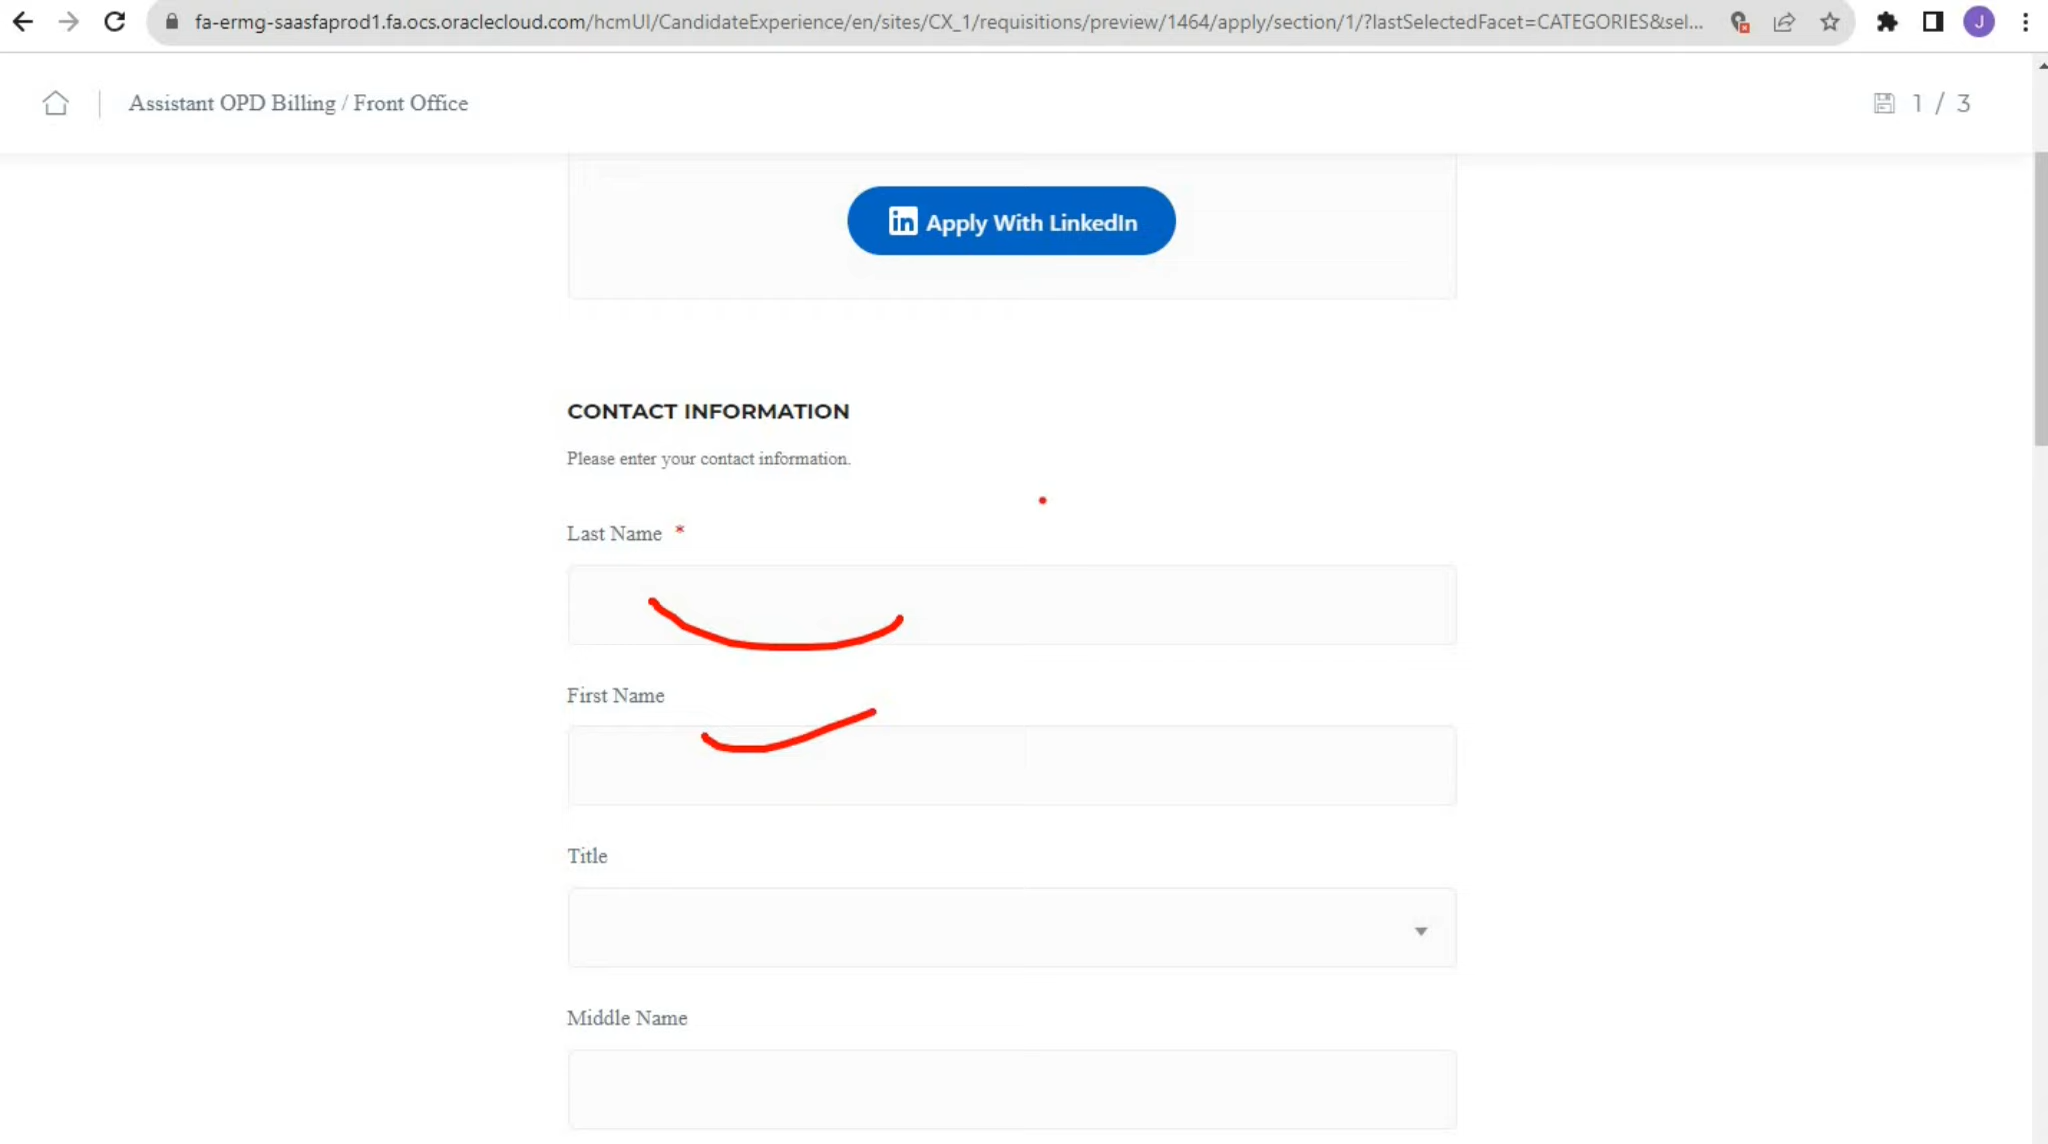 fa-ermg-saasfaprod1.fa.ocs.oraclecloud.com/hcmUI/CandidateExperience/en/sites/CX_1/requisitions/preview/1464/apply/section/1/?lastSelectedFacet=CATEGORIES&sel...
J
Assistant OPD Billing / Front Office
1 / 3
in Apply With LinkedIn
CONTACT INFORMATION
Please enter your contact information.
Last Name *
First Name
Title
Middle Name